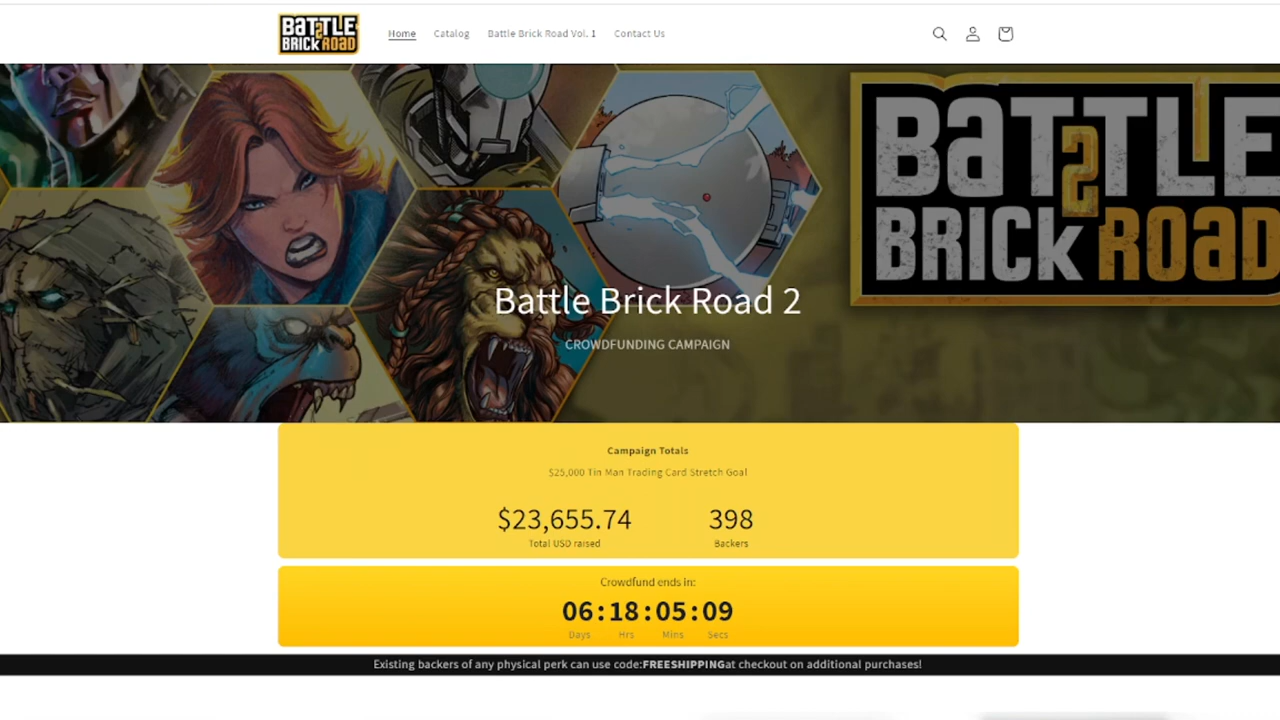 BATTLE
2
BRICK ROAD
Home Catalog Battle Brick Road Vol. 1 Contact Us
BATTLE
2
BRICK ROAD
Battle Brick Road 2
CROWDFUNDING CAMPAIGN
Campaign Totals
$25,000 Tin Man Trading Card Stretch Goal
$23,655.74 398
Total USD raised Backers
Crowdfund ends in:
06:18:05:09
Days Hrs Mins Secs
Existing backers of any physical perk can use code:FREESHIPPINGat checkout on additional purchases!